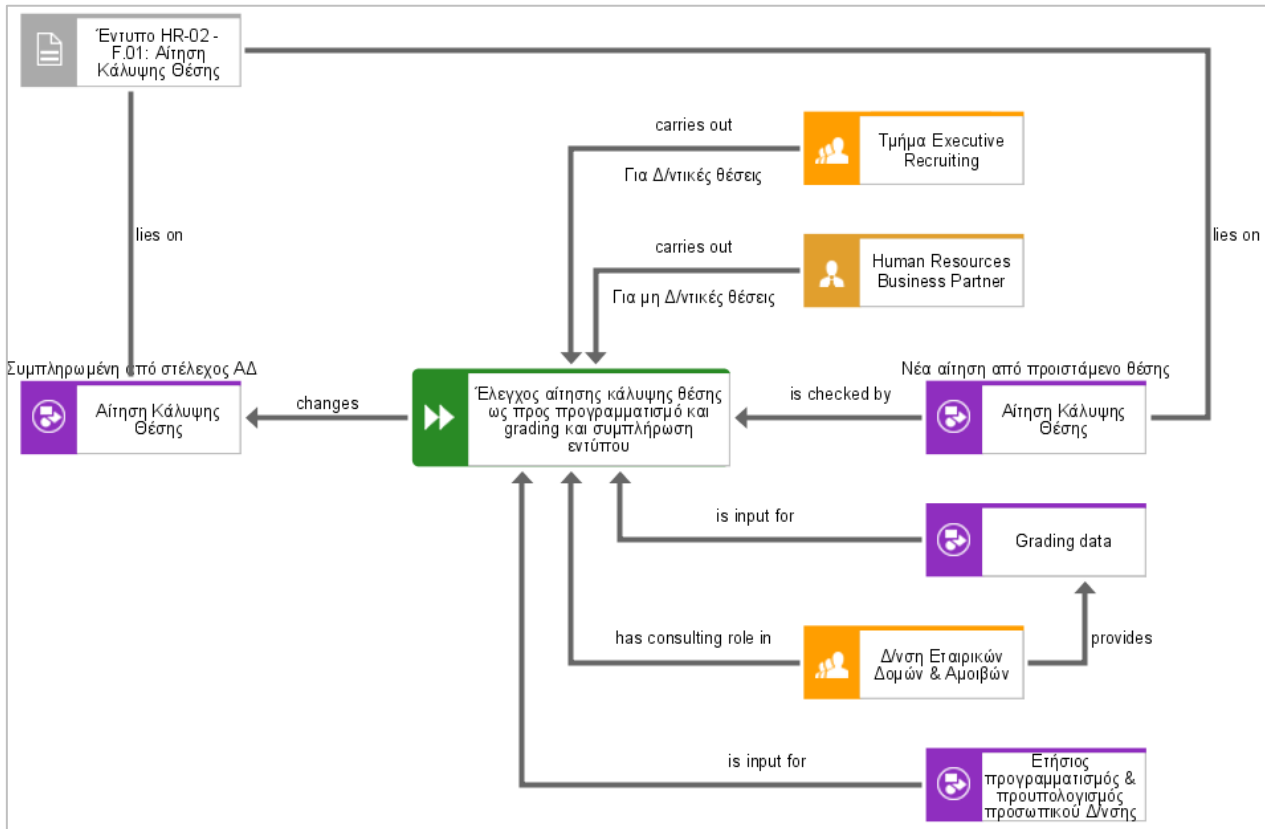 Έντυπο HR-02 -
F.01: Αίτηση
Κάλυψης Θέσης
carries out
Τμήμα Executive
Recruiting
Για Δ/ντικές θέσεις
lies on
lies on
carries out
Human Resources
Business Partner
Για μη Δ/ντικές θέσεις
Συμπληρωμένη από στέλεχος ΑΔ
Νέα αίτηση από προιστάμενο θέσης
Αίτηση Κάλυψης
Θέσης
changes
Έλεγχος αίτησης κάλυψης θέσης
ως προς προγραμματισμό και
grading και συμπλήρωση
εντύπου
is checked by
Αίτηση Κάλυψης
Θέσης
is input for
Grading data
has consulting role in
Δ/νση Εταιρικών
Δομών & Αμοιβών
provides
is input for
Ετήσιος
προγραμματισμός &
προυπολογισμός
προσωπικού Δ/νσης